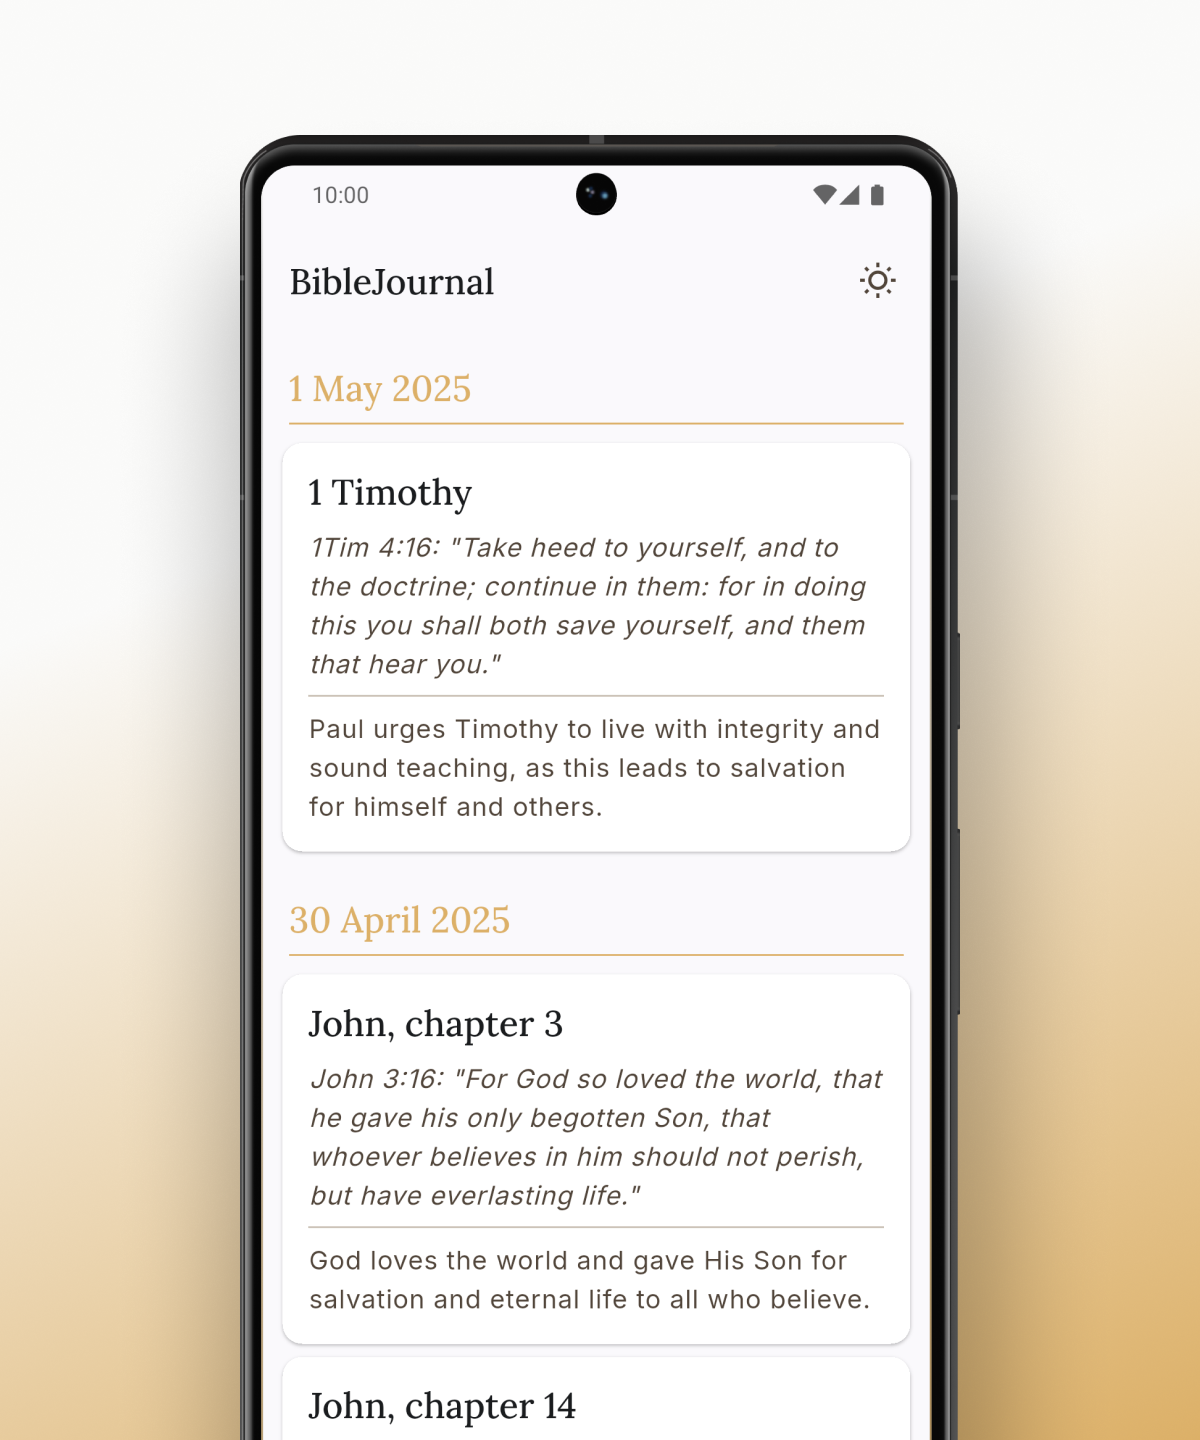 10:00
BibleJournal
1 May 2025
1 Timothy
1Tim 4:16: "Take heed to yourself, and to
the doctrine; continue in them: for in doing
this you shall both save yourself, and them
that hear you."
Paul urges Timothy to live with integrity and
sound teaching, as this leads to salvation
for himself and others.
30 April 2025
John, chapter 3
John 3:16: "For God so loved the world, that
he gave his only begotten Son, that
whoever believes in him should not perish,
but have everlasting life."
God loves the world and gave His Son for
salvation and eternal life to all who believe.
John, chapter 14